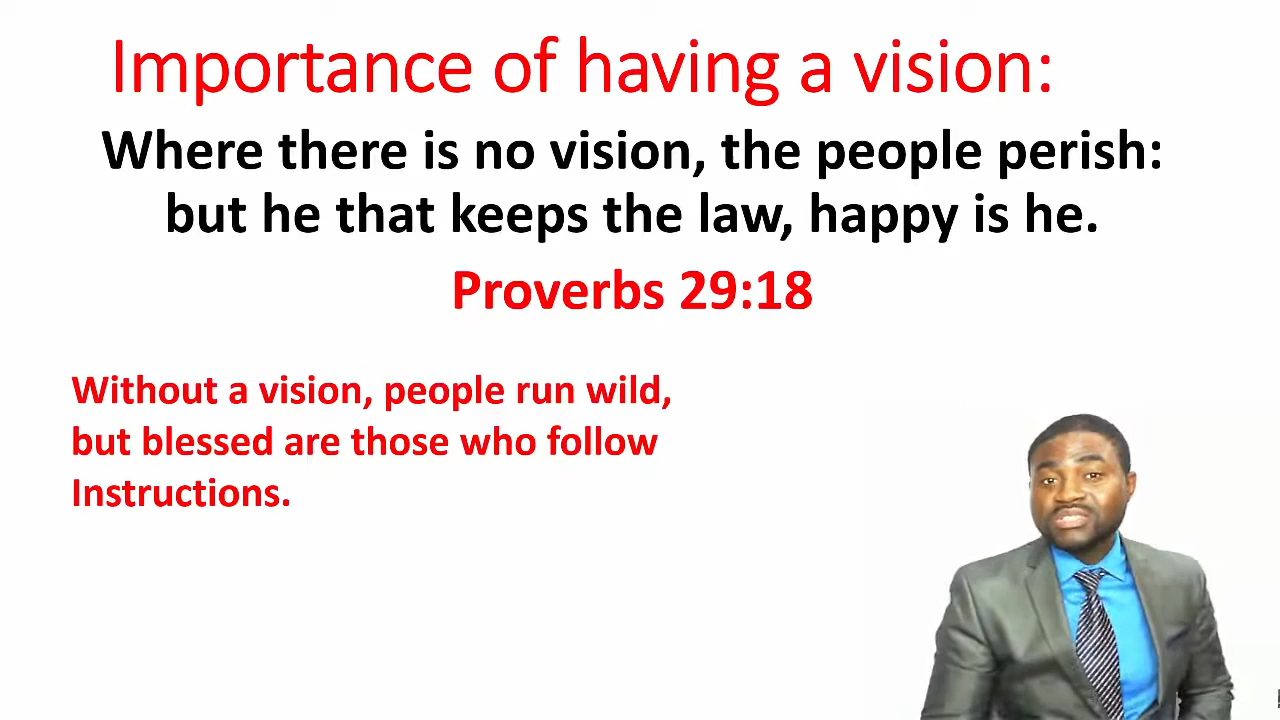 Importance of having a vision:
Where there is no vision, the people perish:
but he that keeps the law, happy is he.
Proverbs 29:18
Without a vision, people run wild,
but blessed are those who follow
Instructions.